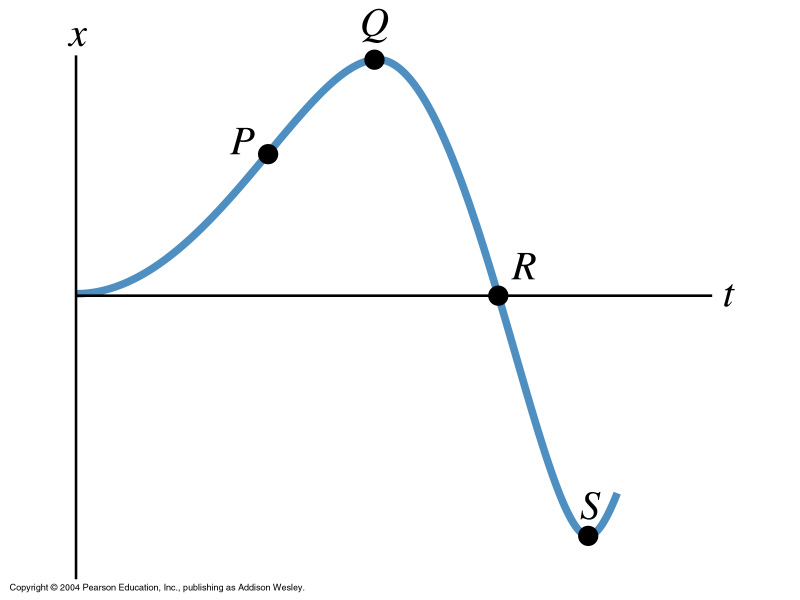 Q
x
P
R
t
S
Copyright © 2004 Pearson Education, Inc., publishing as Addison Wesley.